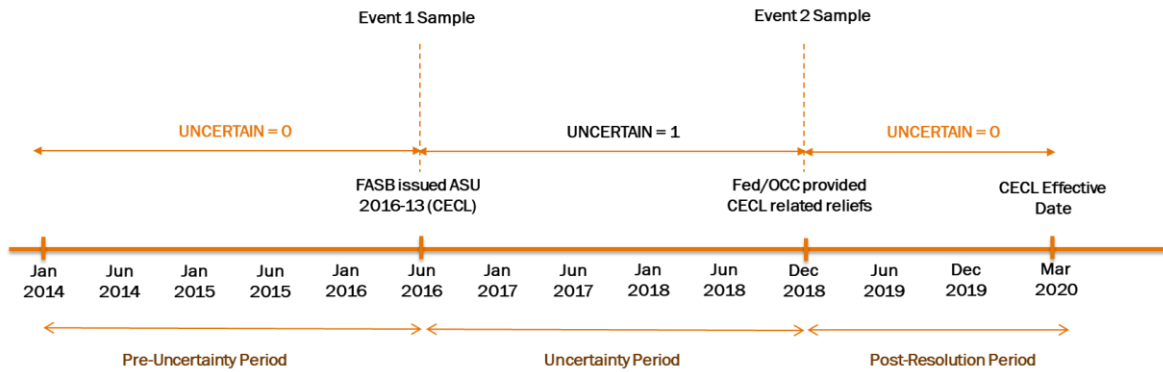 Event 1 Sample
Event 2 Sample
UNCERTAIN = 0
UNCERTAIN = 1
UNCERTAIN = 0
FASB issued ASU
2016-13 (CECL)
Fed/OCC provided
CECL related reliefs
CECL Effective
Date
Jan
2014
Jun
2014
Jan
2015
Jun
2015
Jan
2016
Jun
2016
Jan
2017
Jun
2017
Jan
2018
Jun
2018
Dec
2018
Jun
2019
Dec
2019
Mar
2020
Pre-Uncertainty Period
Uncertainty Period
Post-Resolution Period